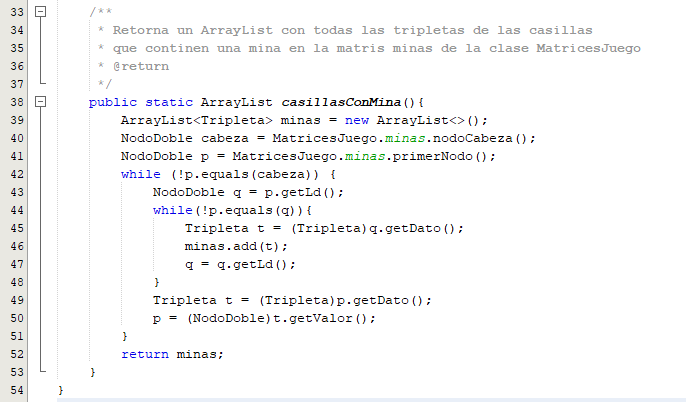 33 /**
34 * Retorna un ArrayList con todas las tripletas de las casillas
35 * que continen una mina en la matris minas de la clase MatricesJuego
36 * @return
37 */
38 public static ArrayList casillasConMina(){
39 ArrayList<Tripleta> minas = new ArrayList<>();
40 NodoDoble cabeza = MatricesJuego.minas.nodoCabeza();
41 NodoDoble p = MatricesJuego.minas.primerNodo();
42 while (!p.equals(cabeza)) {
43 NodoDoble q = p.getLd();
44 while(!p.equals(q)){
45 Tripleta t = (Tripleta)q.getDato();
46 minas.add(t);
47 q = q.getLd();
48 }
49 Tripleta t = (Tripleta)p.getDato();
50 p = (NodoDoble)t.getValor();
51 }
52 return minas;
53 }
54 }